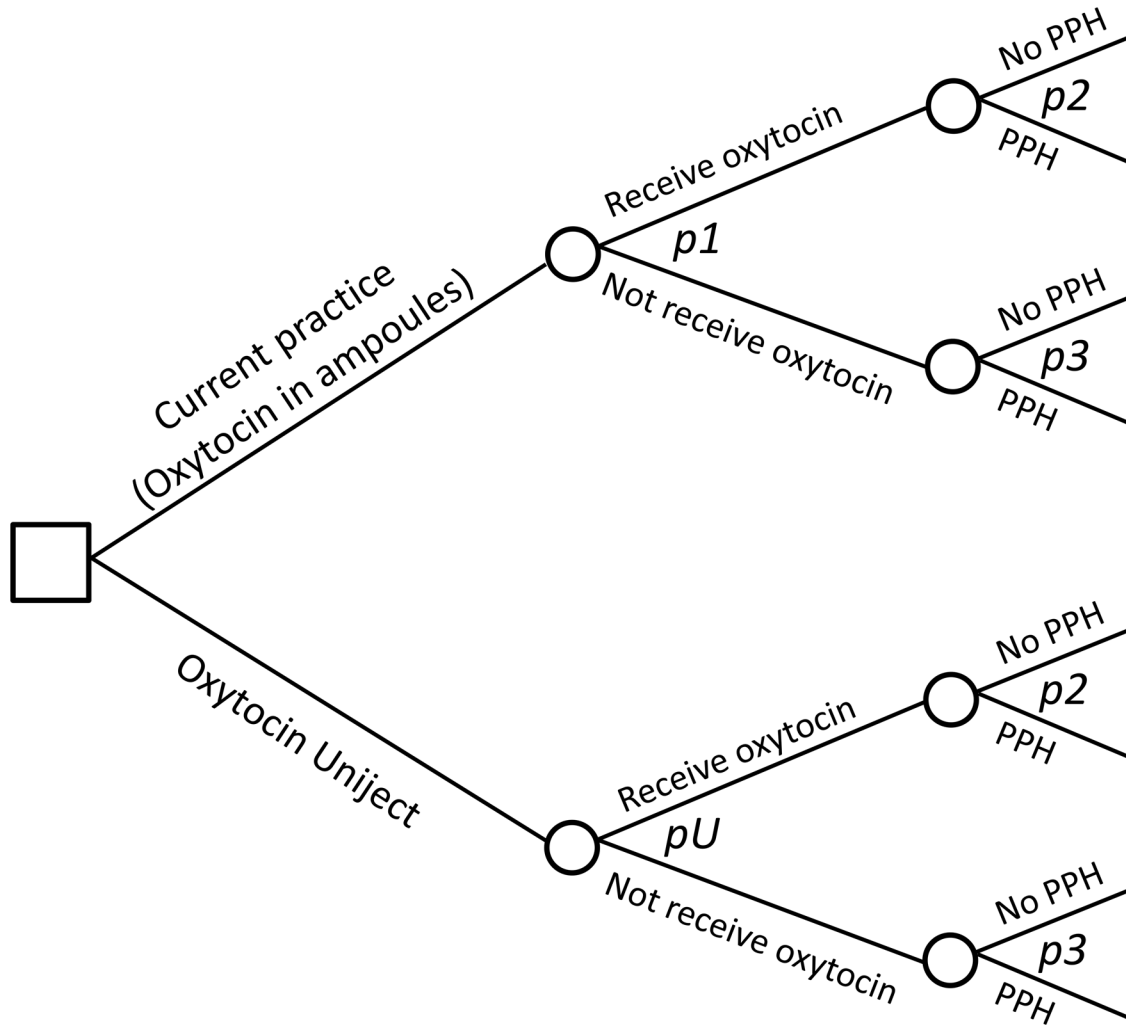 No PPH
p2
PPH
Receive oxytocin
p1
Not receive oxytocin
No PPH
p3
PPH
Current practice
(Oxytocin in ampoules)
Oxytocin Uniject
No PPH
p2
PPH
Receive oxytocin
pU
Not receive oxytocin
No PPH
p3
PPH